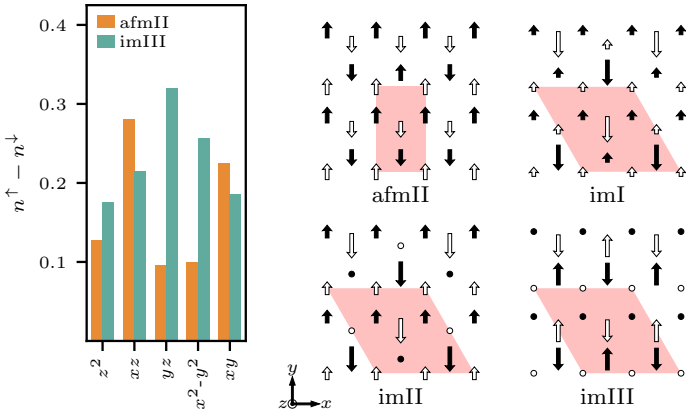 0.4
0.3
0.2
0.1
n↑ − n↓
afmII
imIII
z²
xz
yz
x²-y²
xy
afmII
imI
imII
imIII
y
z
x